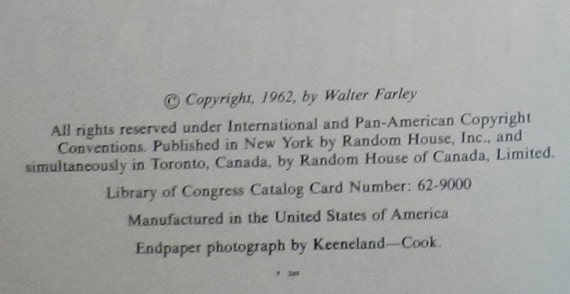 © Copyright, 1962, by Walter Farley
All rights reserved under International and Pan-American Copyright
Conventions. Published in New York by Random House, Inc., and
simultaneously in Toronto, Canada, by Random House of Canada, Limited.
Library of Congress Catalog Card Number: 62-9000
Manufactured in the United States of America
Endpaper photograph by Keeneland—Cook.